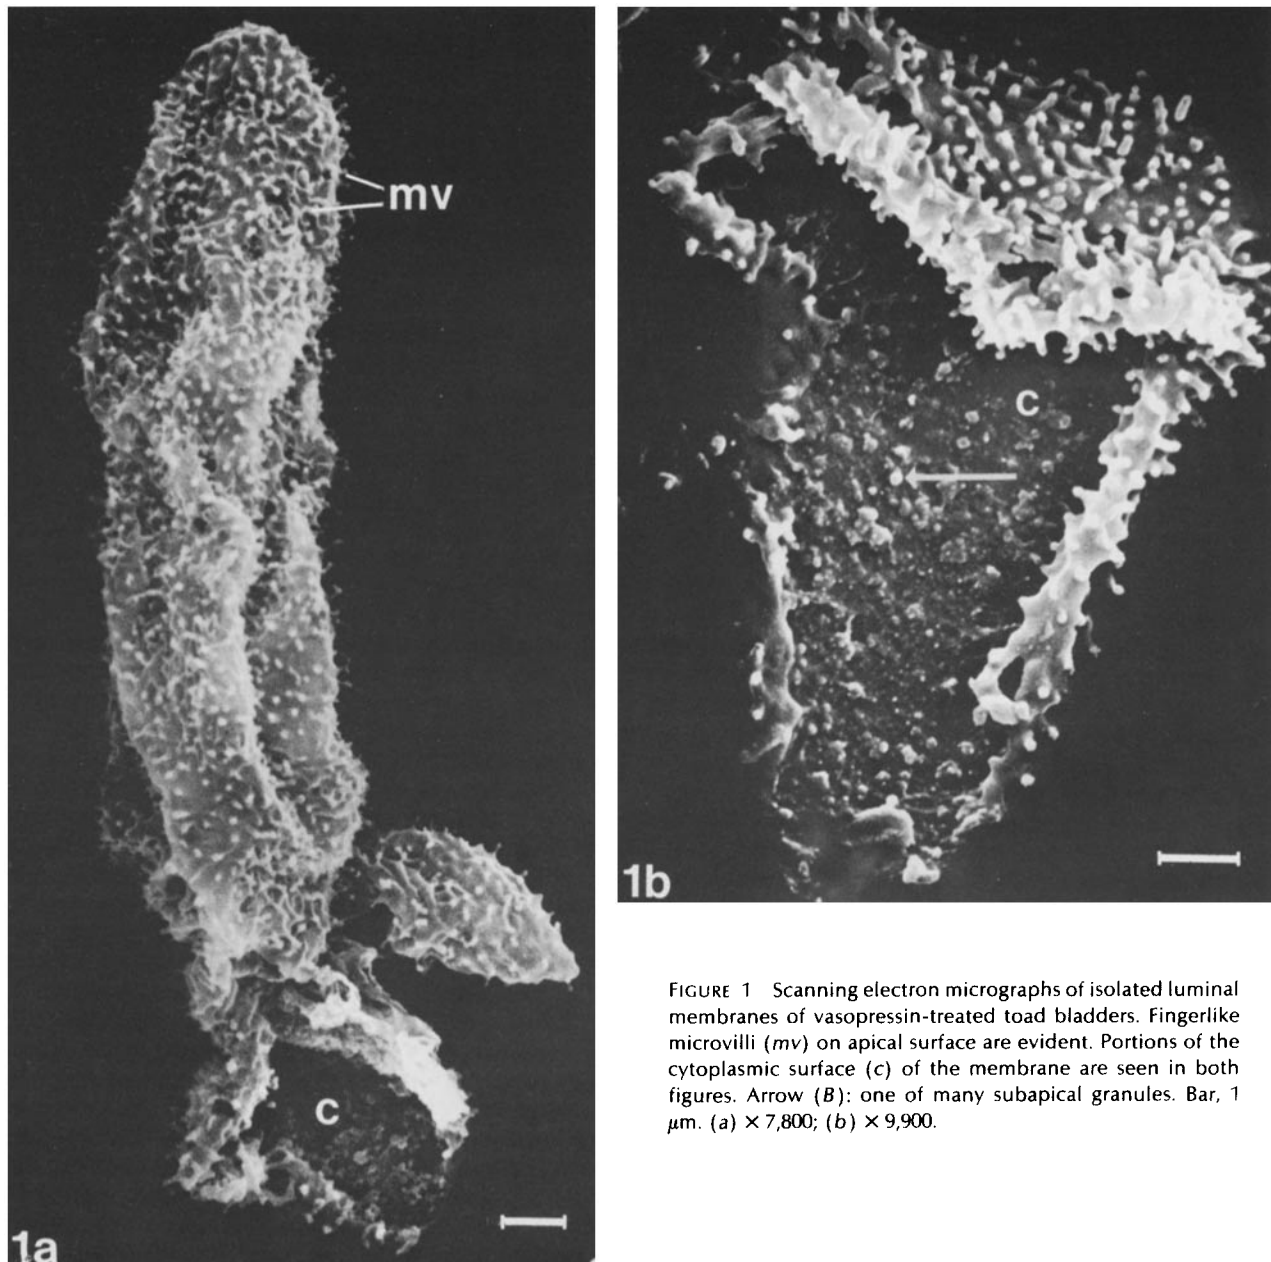 mv
c
1a
c
1b
FIGURE 1 Scanning electron micrographs of isolated luminal
membranes of vasopressin-treated toad bladders. Fingerlike
microvilli (mv) on apical surface are evident. Portions of the
cytoplasmic surface (c) of the membrane are seen in both
figures. Arrow (B): one of many subapical granules. Bar, 1
μm. (a) × 7,800; (b) × 9,900.